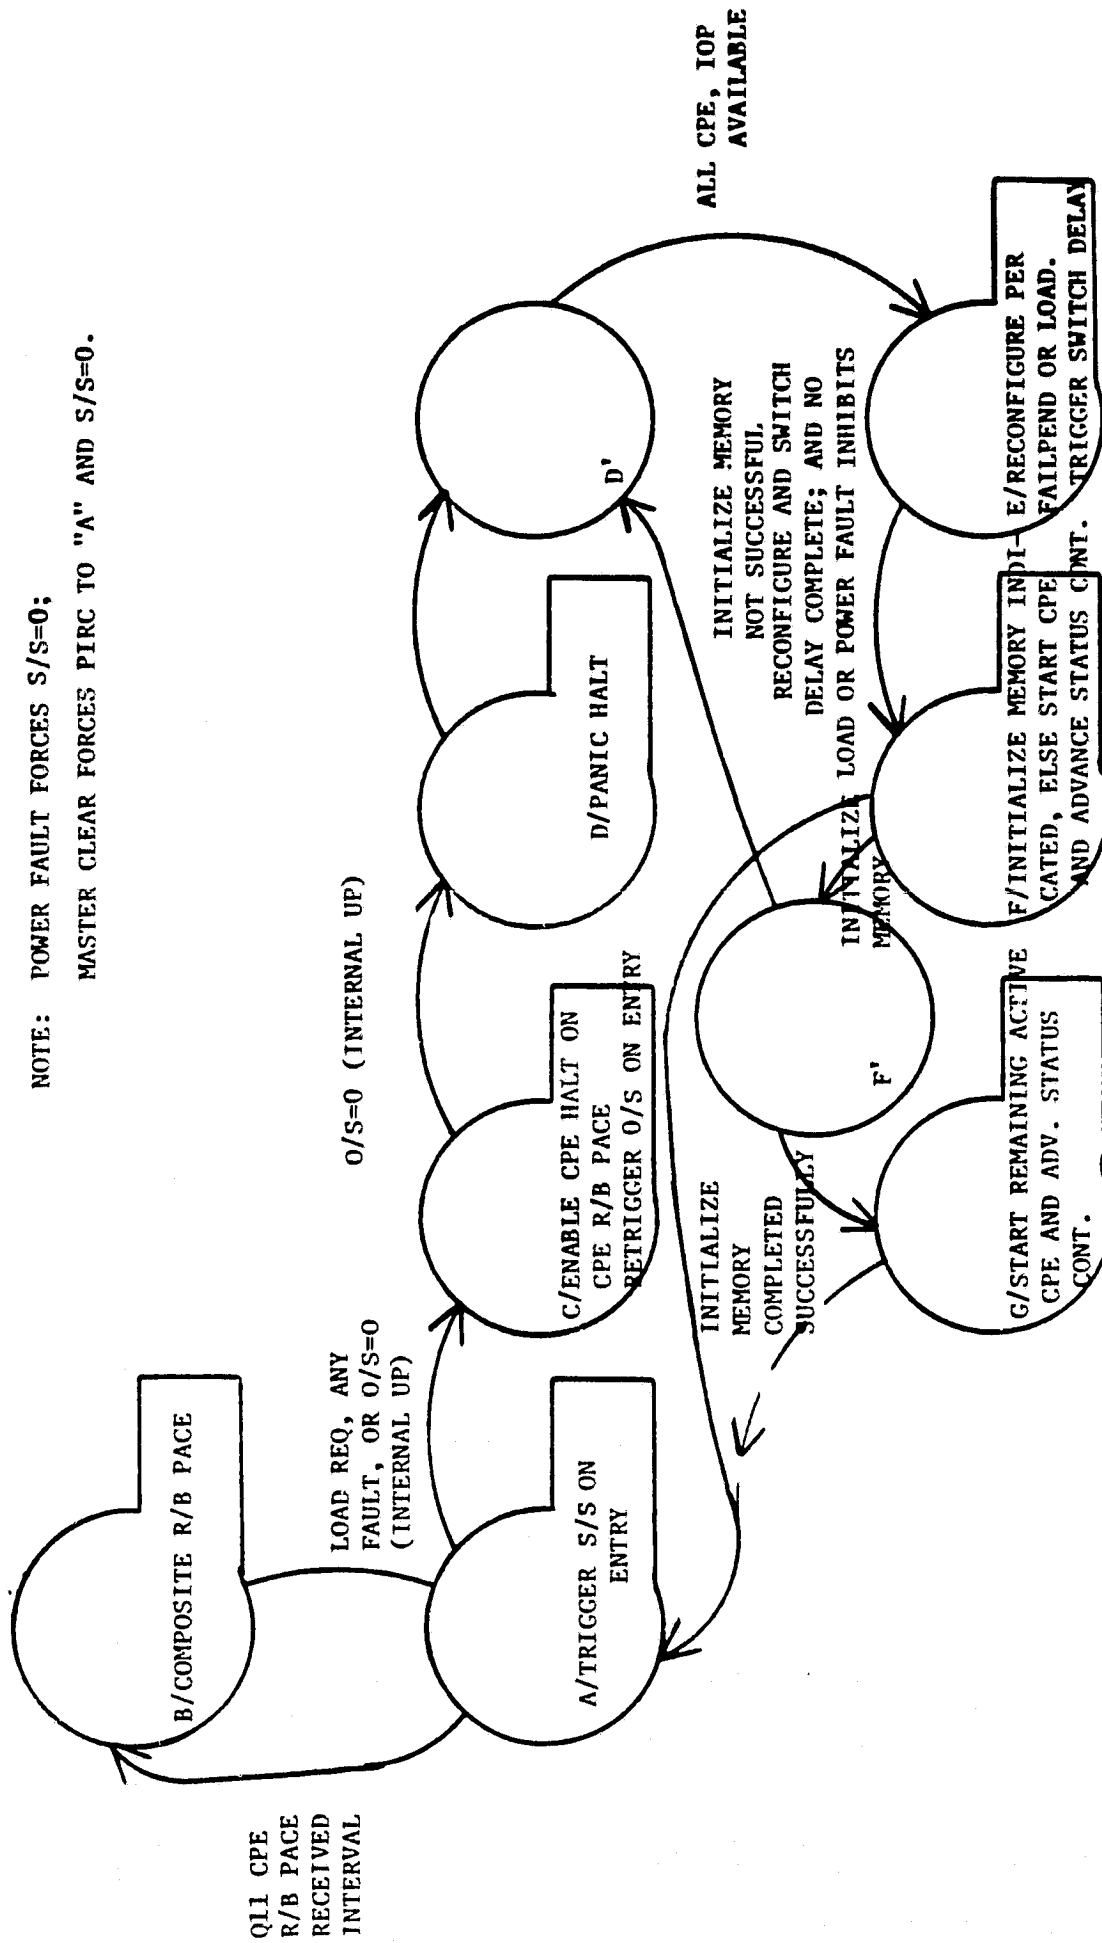 NOTE: POWER FAULT FORCES S/S=0;
MASTER CLEAR FORCES PIRC TO "A" AND S/S=0.
Q11 CPE
R/B PACE
RECEIVED
INTERVAL
B/COMPOSITE R/B PACE
LOAD REQ, ANY
FAULT, OR O/S=0
(INTERNAL UP)
O/S=0 (INTERNAL UP)
A/TRIGGER S/S ON
ENTRY
C/ENABLE CPE HALT ON
CPE R/B PACE
RETRIGGER O/S ON ENTRY
D/PANIC HALT
D'
ALL CPE, IOP
AVAILABLE
INITIALIZE MEMORY
NOT SUCCESSFUL
RECONFIGURE AND SWITCH
DELAY COMPLETE; AND NO
INITIALIZE LOAD OR POWER FAULT INHIBITS
INITIALIZE
MEMORY
INITIALIZE
MEMORY
COMPLETED
SUCCESSFULLY
F'
G/START REMAINING ACTIVE
CPE AND ADV. STATUS
CONT.
F/INITIALIZE MEMORY INDI-
CATED, ELSE START CPE
AND ADVANCE STATUS CONT.
E/RECONFIGURE PER
FAILPEND OR LOAD.
TRIGGER SWITCH DELAY